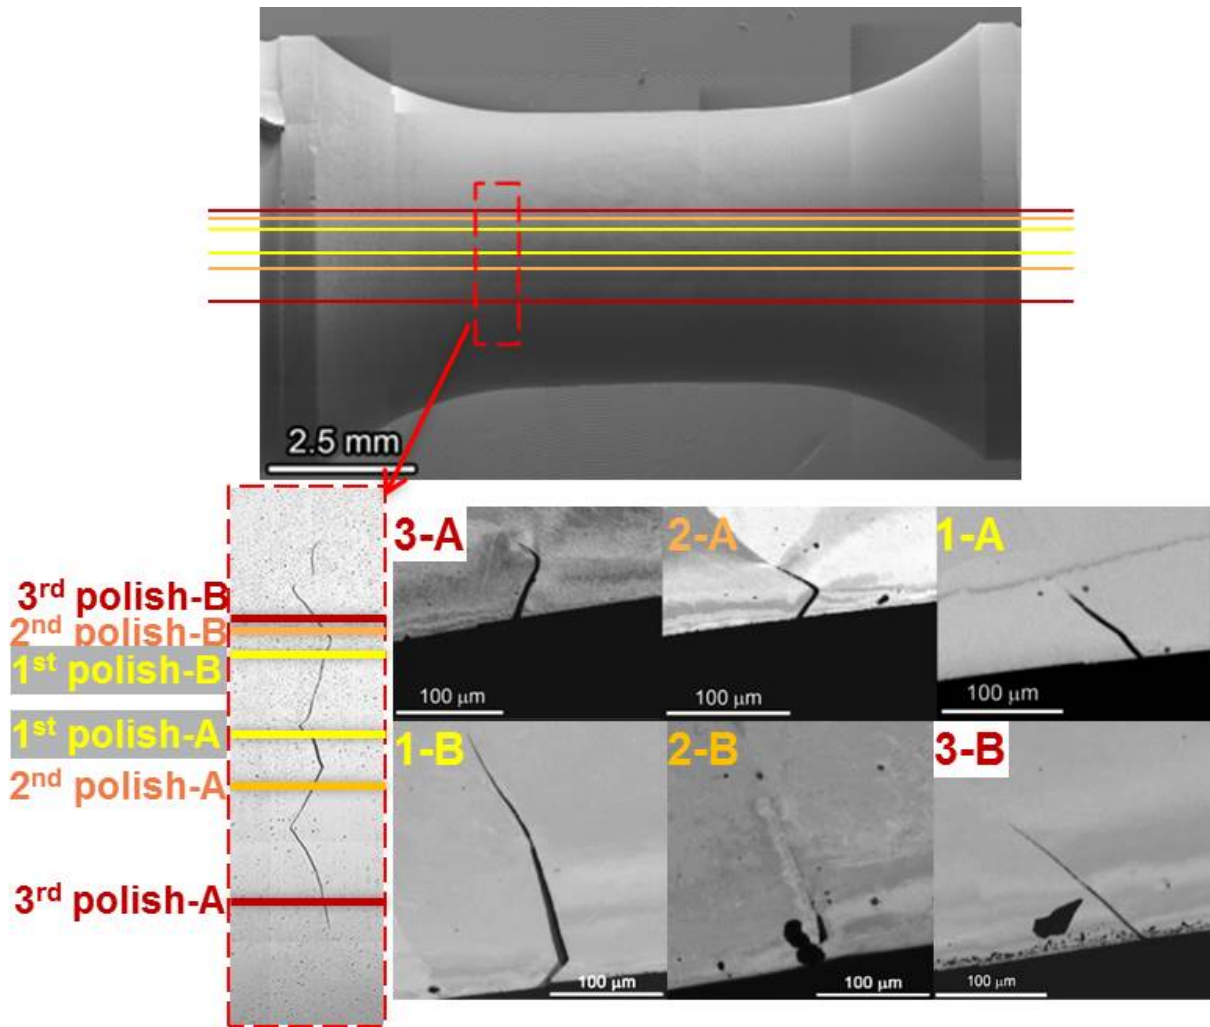 2.5 mm
3rd polish-B
2nd polish-B
1st polish-B
1st polish-A
2nd polish-A
3rd polish-A
3-A
100 μm
2-A
100 μm
1-A
100 μm
1-B
100 μm
2-B
100 μm
3-B
100 μm